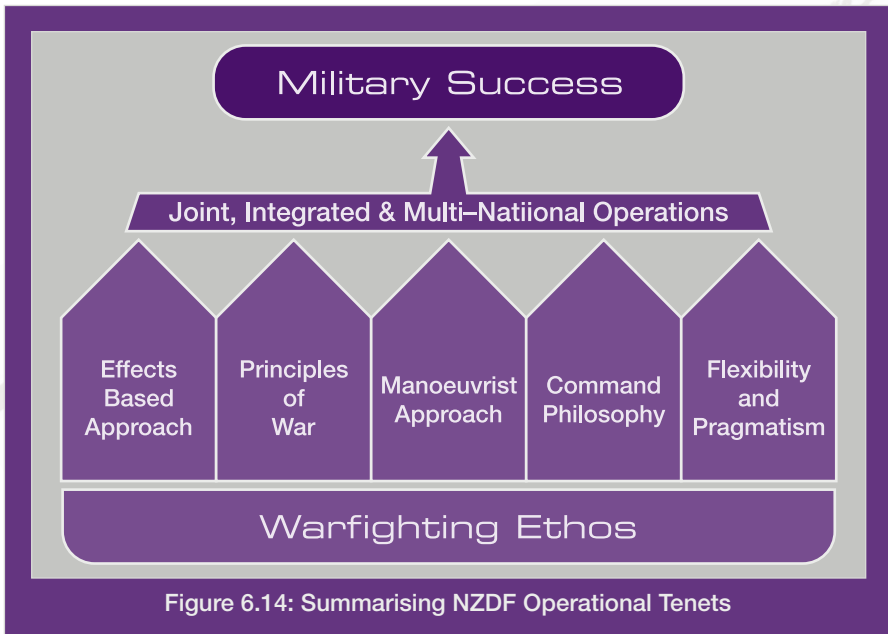 Military Success
Joint, Integrated & Multi–Natiional Operations
Effects
Based
Approach
Principles
of
War
Manoeuvrist
Approach
Command
Philosophy
Flexibility
and
Pragmatism
Warfighting Ethos
Figure 6.14: Summarising NZDF Operational Tenets